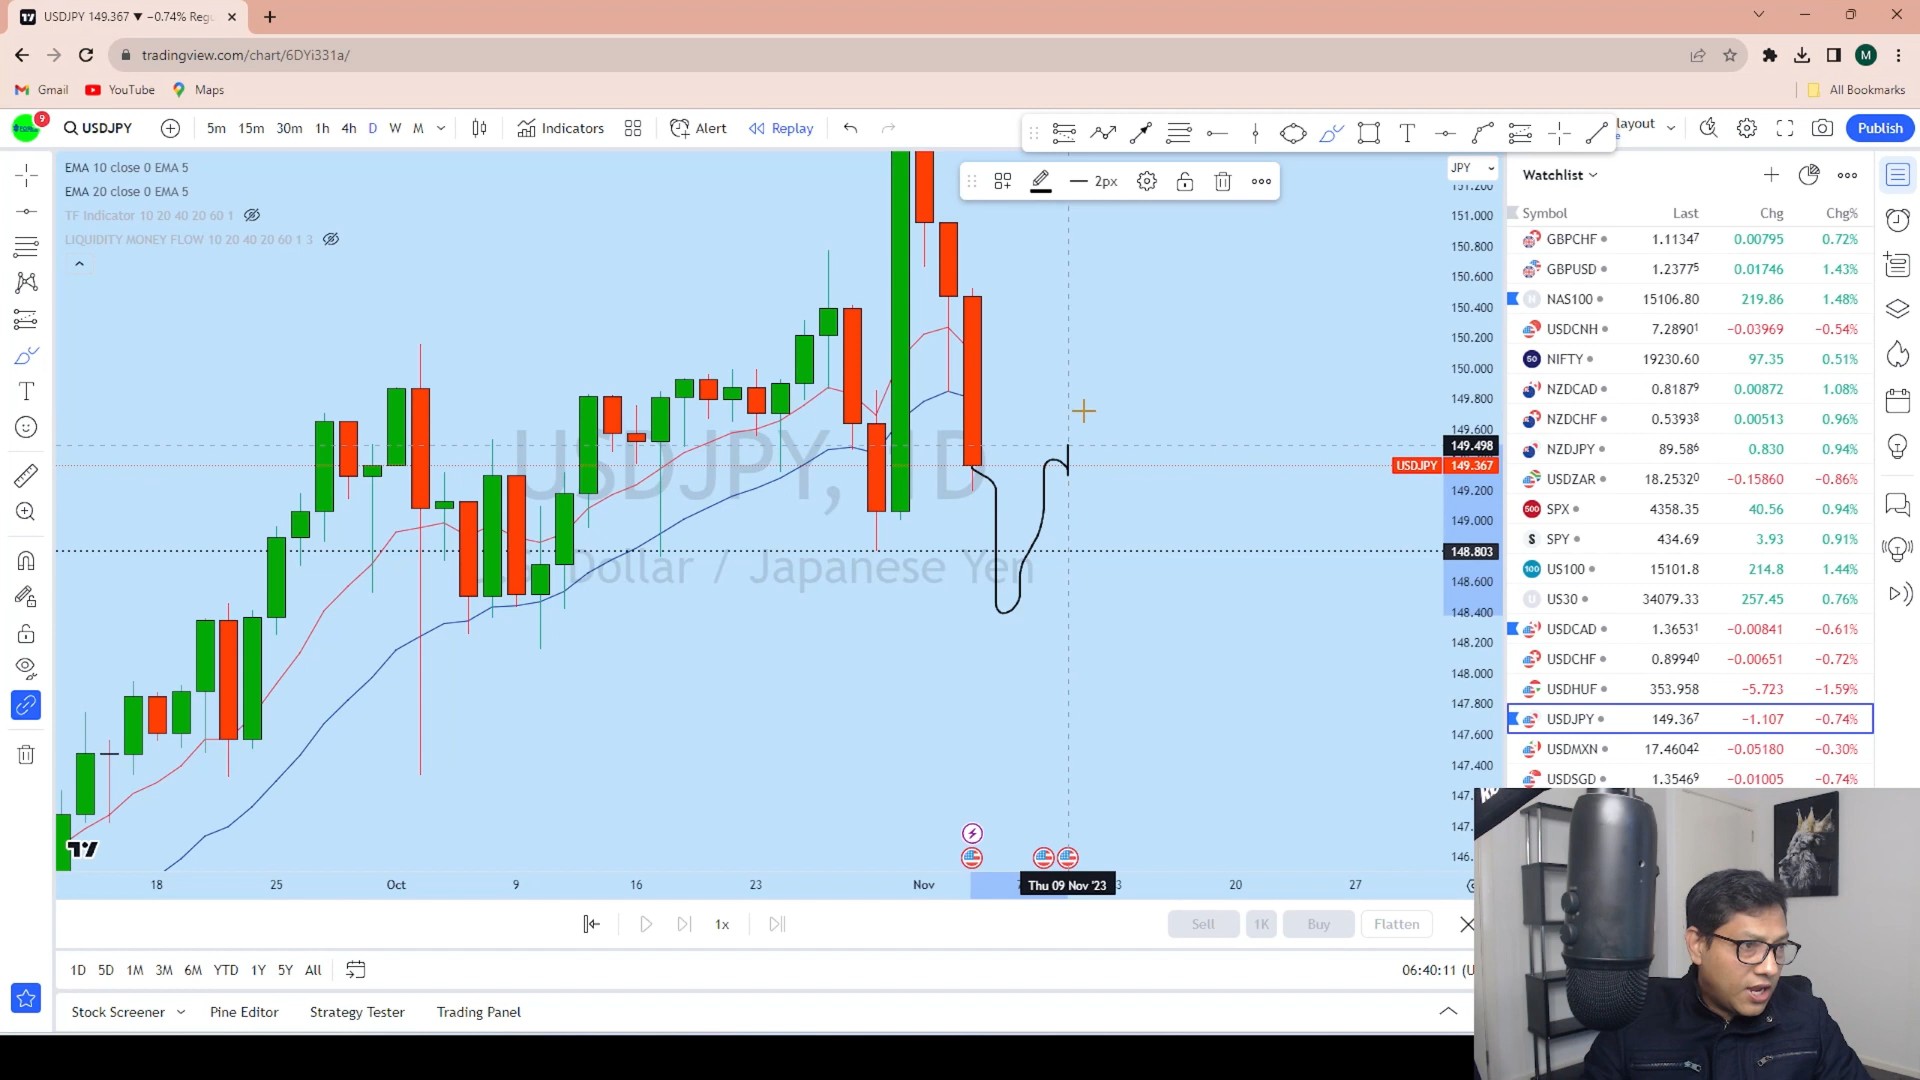 USDJPY 149.367 ▼ −0.74% Regu
tradingview.com/chart/6DYi331a/
M
Gmail YouTube Maps All Bookmarks
9
USDJPY 5m 15m 30m 1h 4h D W M Indicators Alert Replay layout Publish
2px
EMA 10 close 0 EMA 5
EMA 20 close 0 EMA 5
TF Indicator 10 20 40 20 60 1
LIQUIDITY MONEY FLOW 10 20 40 20 60 1 3
USDJPY, 1D
Dollar / Japanese Yen
JPY
151.200
151.000
150.800
150.600
150.400
150.200
150.000
149.800
149.600
149.498
USDJPY 149.367
149.200
149.000
148.803
148.600
148.400
148.200
148.000
147.800
147.600
147.400
147.
147.
146.
18 25 Oct 9 16 23 Nov Thu 09 Nov '23 3 20 27
1x Sell 1K Buy Flatten
1D 5D 1M 3M 6M YTD 1Y 5Y All 06:40:11 (U
Stock Screener Pine Editor Strategy Tester Trading Panel
Watchlist
Symbol Last Chg Chg%
GBPCHF 1.11347 0.00795 0.72%
GBPUSD 1.23775 0.01746 1.43%
NAS100 15106.80 219.86 1.48%
USDCNH 7.28901 −0.03969 −0.54%
50 NIFTY 19230.60 97.35 0.51%
NZDCAD 0.81879 0.00872 1.08%
NZDCHF 0.53938 0.00513 0.96%
NZDJPY 89.586 0.830 0.94%
USDZAR 18.25320 −0.15860 −0.86%
500 SPX 4358.35 40.56 0.94%
S SPY 434.69 3.93 0.91%
100 US100 15101.8 214.8 1.44%
U US30 34079.33 257.45 0.76%
USDCAD 1.36531 −0.00841 −0.61%
USDCHF 0.89940 −0.00651 −0.72%
USDHUF 353.958 −5.723 −1.59%
USDJPY 149.367 −1.107 −0.74%
USDMXN 17.46042 −0.05180 −0.30%
USDSGD 1.35469 −0.01005 −0.74%